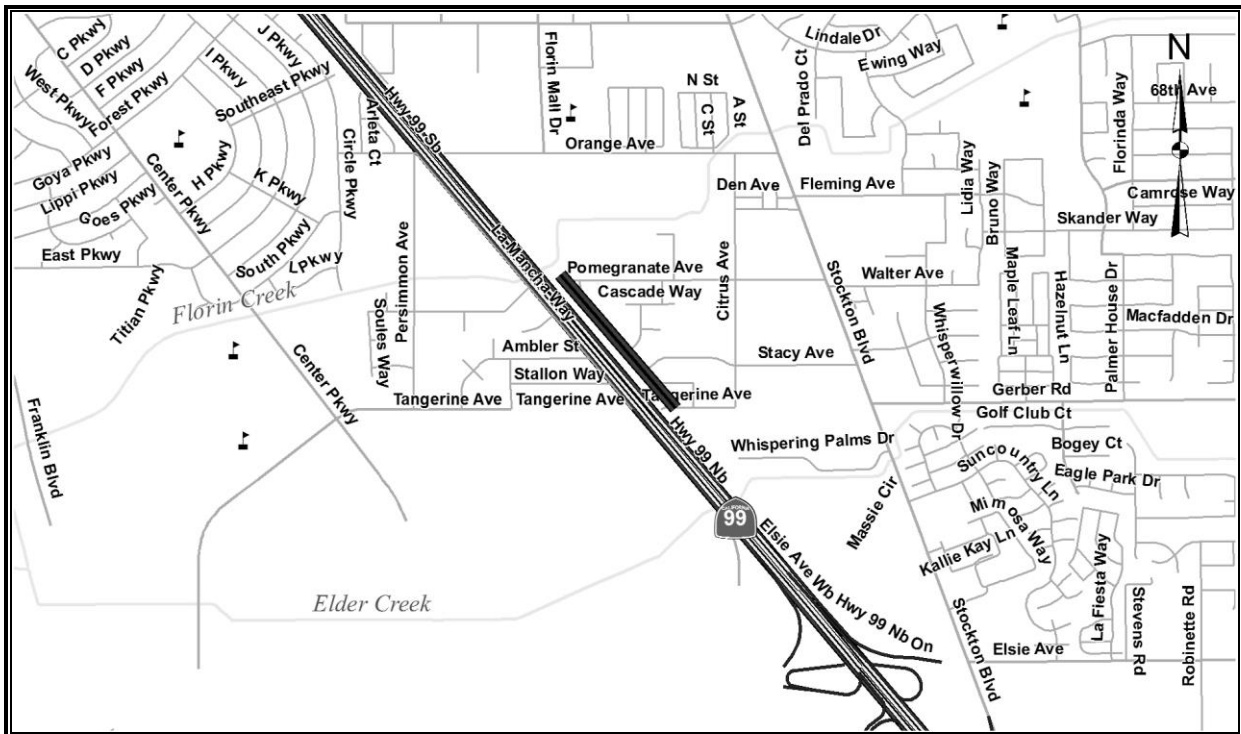 C Pkwy
D Pkwy
F Pkwy
Forest Pkwy
West Pkwy
J Pkwy
I Pkwy
Southeast Pkwy
Hwy 99 Sb
Arleta Ct
Circle Pkwy
H Pkwy
K Pkwy
Center Pkwy
Goya Pkwy
Lippi Pkwy
Goes Pkwy
East Pkwy
South Pkwy
L Pkwy
Titian Pkwy
Florin Creek
Persimmon Ave
Soules Way
Center Pkwy
Franklin Blvd
Tangerine Ave
Elder Creek
Florin Mall Dr
Orange Ave
N St
C St
A St
Del Prado Ct
Lindale Dr
Ewing Way
Den Ave
Fleming Ave
La-Mancha-Way
Pomegranate Ave
Cascade Way
Citrus Ave
Ambler St
Stallon Way
Tangerine Ave
Tangerine Ave
Stacy Ave
Stockton Blvd
Walter Ave
Lidia Way
Bruno Way
Skander Way
Florinda Way
68th Ave
N
Camrose Way
Maple Leaf Ln
Hazelnut Ln
Palmer House Dr
Macfadden Dr
Whisperwillow Dr
Gerber Rd
Golf Club Ct
Hwy 99 Nb
Whispering Palms Dr
Bogey Ct
Eagle Park Dr
Suncountry Ln
Mimosa Way
Massie Cir
Kallie Kay Ln
CALIFORNIA
99
Elsie Ave Wb Hwy 99 Nb On
Stockton Blvd
Elsie Ave
La Fiesta Way
Stevens Rd
Robinette Rd